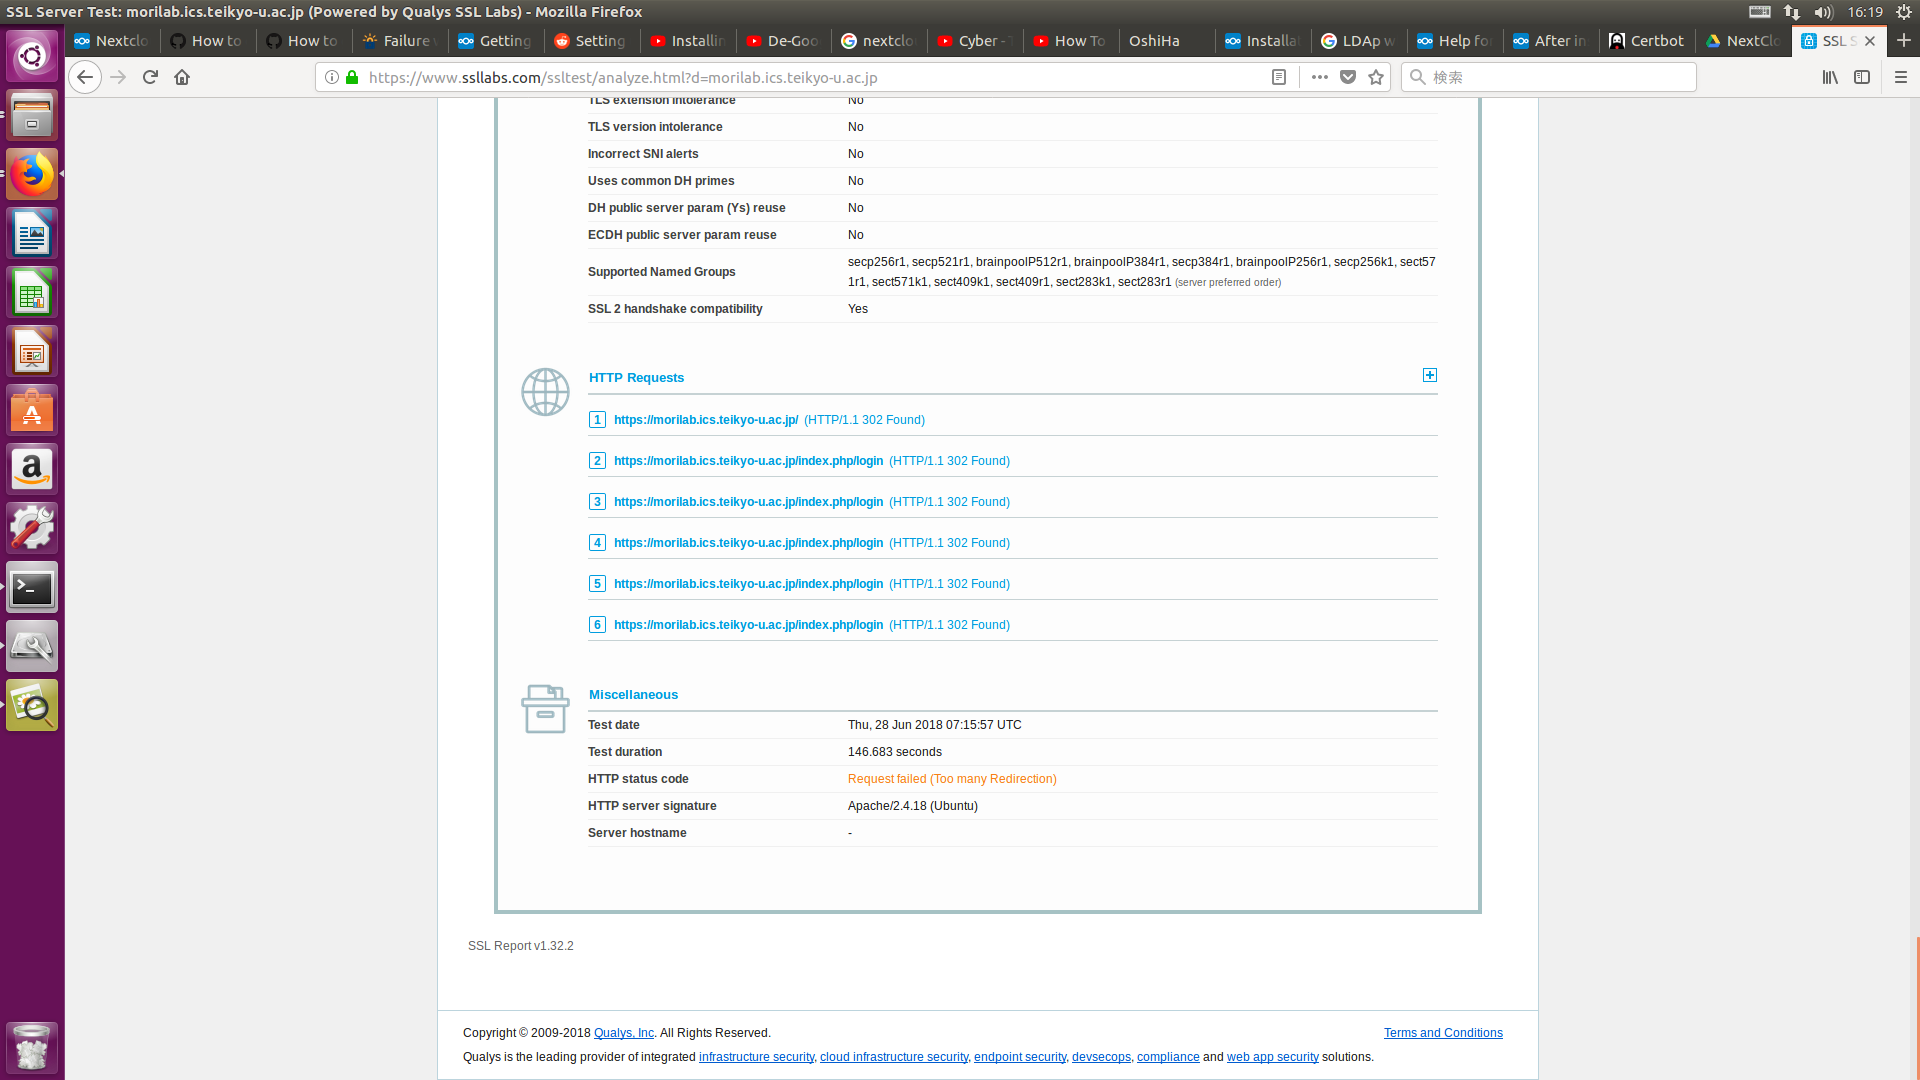 SSL Server Test: morilab.ics.teikyo-u.ac.jp (Powered by Qualys SSL Labs) - Mozilla Firefox
16:19
Nextclo
How to
How to
Failure
Getting
Setting
Installin
De-Goo
nextclo
Cyber - T
How To
OshiHa
Installa
LDAp w
Help fo
After in
Certbot
NextClo
SSL S
https://www.ssllabs.com/ssltest/analyze.html?d=morilab.ics.teikyo-u.ac.jp
検索
TLS extension intolerance No
TLS version intolerance No
Incorrect SNI alerts No
Uses common DH primes No
DH public server param (Ys) reuse No
ECDH public server param reuse No
Supported Named Groups
secp256r1, secp521r1, brainpoolP512r1, brainpoolP384r1, secp384r1, brainpoolP256r1, secp256k1, sect57
1r1, sect571k1, sect409k1, sect409r1, sect283k1, sect283r1 (server preferred order)
SSL 2 handshake compatibility Yes
HTTP Requests
1 https://morilab.ics.teikyo-u.ac.jp/ (HTTP/1.1 302 Found)
2 https://morilab.ics.teikyo-u.ac.jp/index.php/login (HTTP/1.1 302 Found)
3 https://morilab.ics.teikyo-u.ac.jp/index.php/login (HTTP/1.1 302 Found)
4 https://morilab.ics.teikyo-u.ac.jp/index.php/login (HTTP/1.1 302 Found)
5 https://morilab.ics.teikyo-u.ac.jp/index.php/login (HTTP/1.1 302 Found)
6 https://morilab.ics.teikyo-u.ac.jp/index.php/login (HTTP/1.1 302 Found)
Miscellaneous
Test date Thu, 28 Jun 2018 07:15:57 UTC
Test duration 146.683 seconds
HTTP status code Request failed (Too many Redirection)
HTTP server signature Apache/2.4.18 (Ubuntu)
Server hostname -
SSL Report v1.32.2
Copyright © 2009-2018 Qualys, Inc. All Rights Reserved. Terms and Conditions
Qualys is the leading provider of integrated infrastructure security, cloud infrastructure security, endpoint security, devsecops, compliance and web app security solutions.